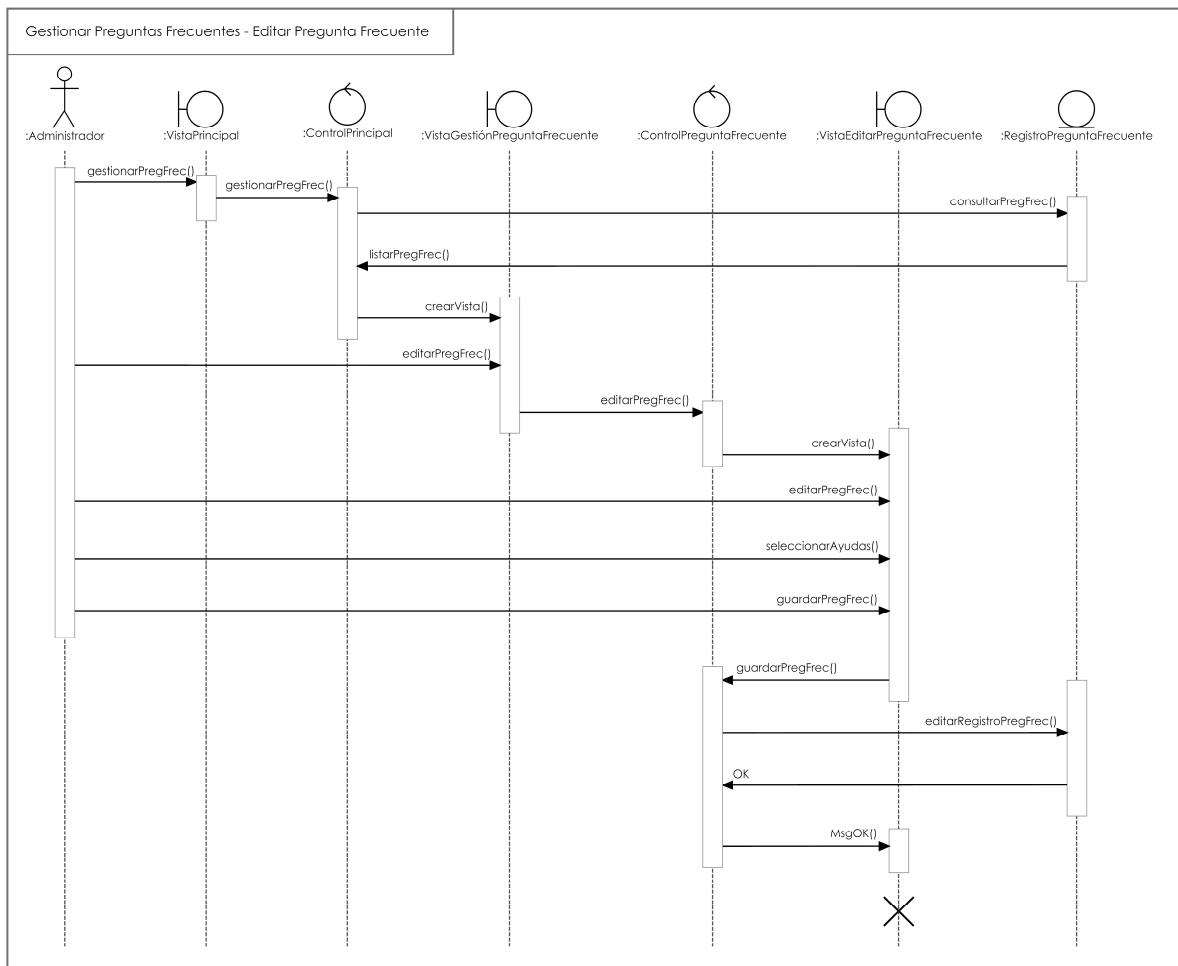 Gestionar Preguntas Frecuentes - Editar Pregunta Frecuente
:Administrador
:VistaPrincipal
:ControlPrincipal
:VistaGestiónPreguntaFrecuente
:ControlPreguntaFrecuente
:VistaEditarPreguntaFrecuente
:RegistroPreguntaFrecuente
gestionarPregFrec()
gestionarPregFrec()
consultarPregFrec()
listarPregFrec()
crearVista()
editarPregFrec()
editarPregFrec()
crearVista()
editarPregFrec()
seleccionarAyudas()
guardarPregFrec()
guardarPregFrec()
editarRegistroPregFrec()
OK
MsgOK()